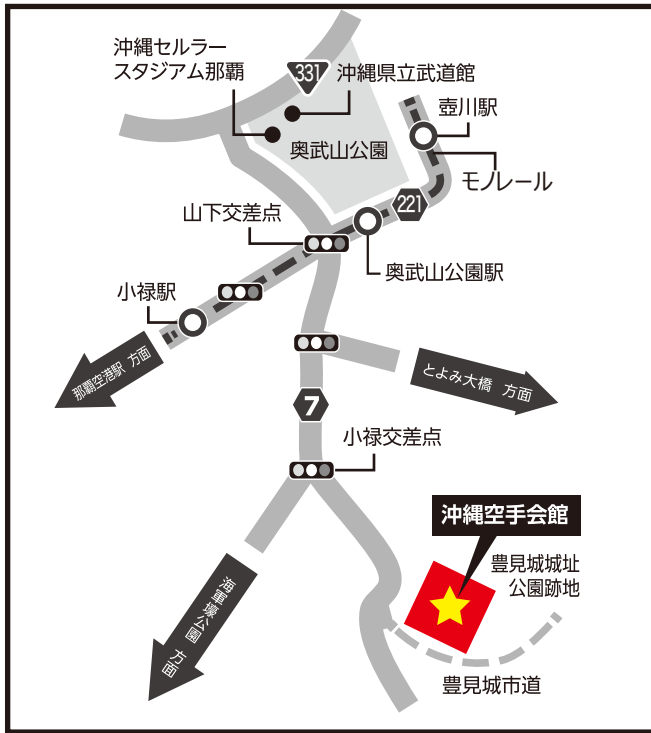 沖縄セルラー
スタジアム那覇
331
沖縄県立武道館
壺川駅
奥武山公園
モノレール
221
山下交差点
奥武山公園駅
小禄駅
那覇空港駅 方面
とよみ大橋 方面
7
小禄交差点
沖縄空手会館
豊見城城址
公園跡地
海軍壕公園 方面
豊見城市道